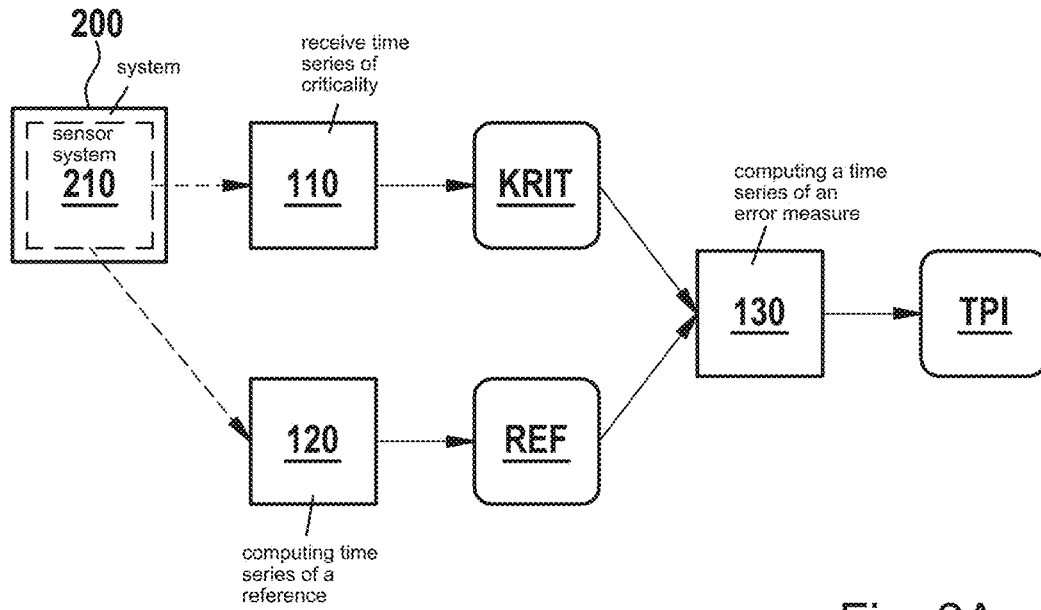 200
system
receive time
series of
criticality
sensor
system
210
110
KRIT
computing a time
series of an
error measure
130
TPI
120
REF
computing time
series of a
reference